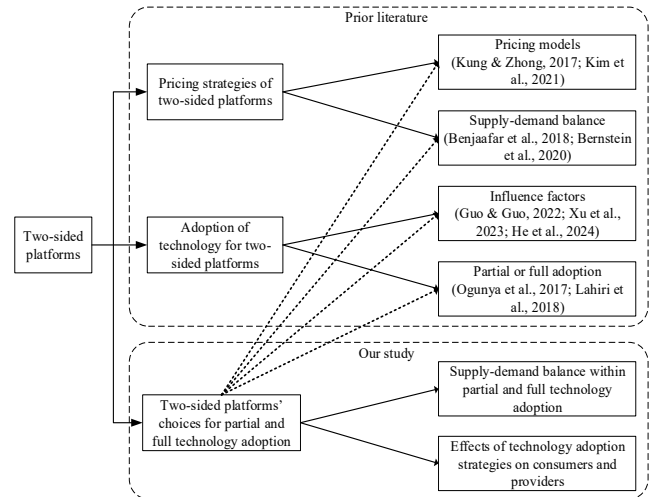 Prior literature
Pricing models
(Kung & Zhong, 2017; Kim
et al., 2021)
Pricing strategies of
two-sided platforms
Supply-demand balance
(Benjaafar et al., 2018; Bernstein
et al., 2020)
Influence factors
(Guo & Guo, 2022; Xu et al.,
2023; He et al., 2024)
Two-sided
platforms
Adoption of
technology for two-
sided platforms
Partial or full adoption
(Ogunya et al. 2017; Lahiri
et al., 2018)
Our study
Supply-demand balance within
partial and full technology
adoption
Two-sided platforms’
choices for partial and
full technology adoption
Effects of technology adoption
strategies on consumers and
providers